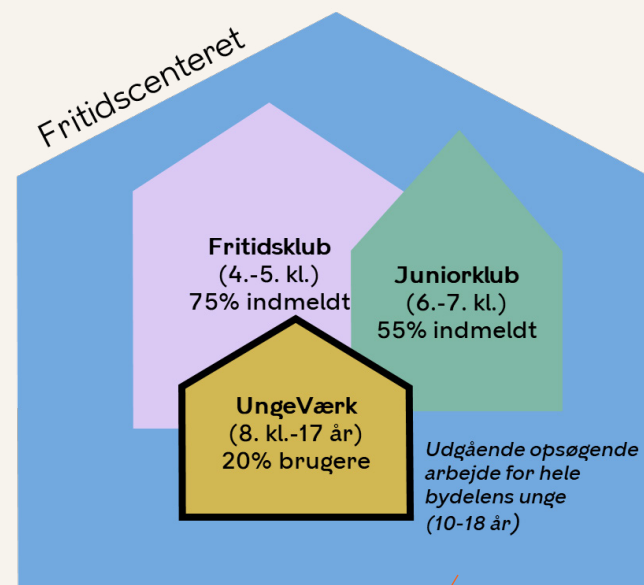 Fritidscenteret
Fritidsklub
(4.-5. kl.)
75% indmeldt
Juniorklub
(6.-7. kl.)
55% indmeldt
UngeVærk
(8. kl.-17 år)
20% brugere
Udgående opsøgende
arbejde for hele
bydelens unge
(10-18 år)